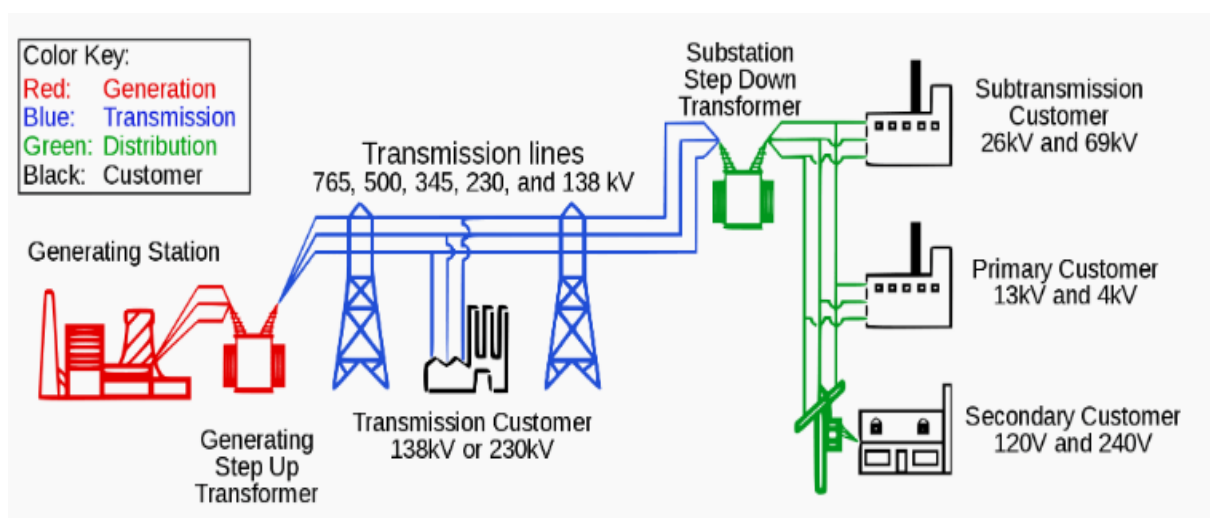 Color Key:
Red: Generation
Blue: Transmission
Green: Distribution
Black: Customer
Substation
Step Down
Transformer
Subtransmission
Customer
26kV and 69kV
Transmission lines
765, 500, 345, 230, and 138 kV
Generating Station
Primary Customer
13kV and 4kV
Transmission Customer
138kV or 230kV
Generating
Step Up
Transformer
Secondary Customer
120V and 240V